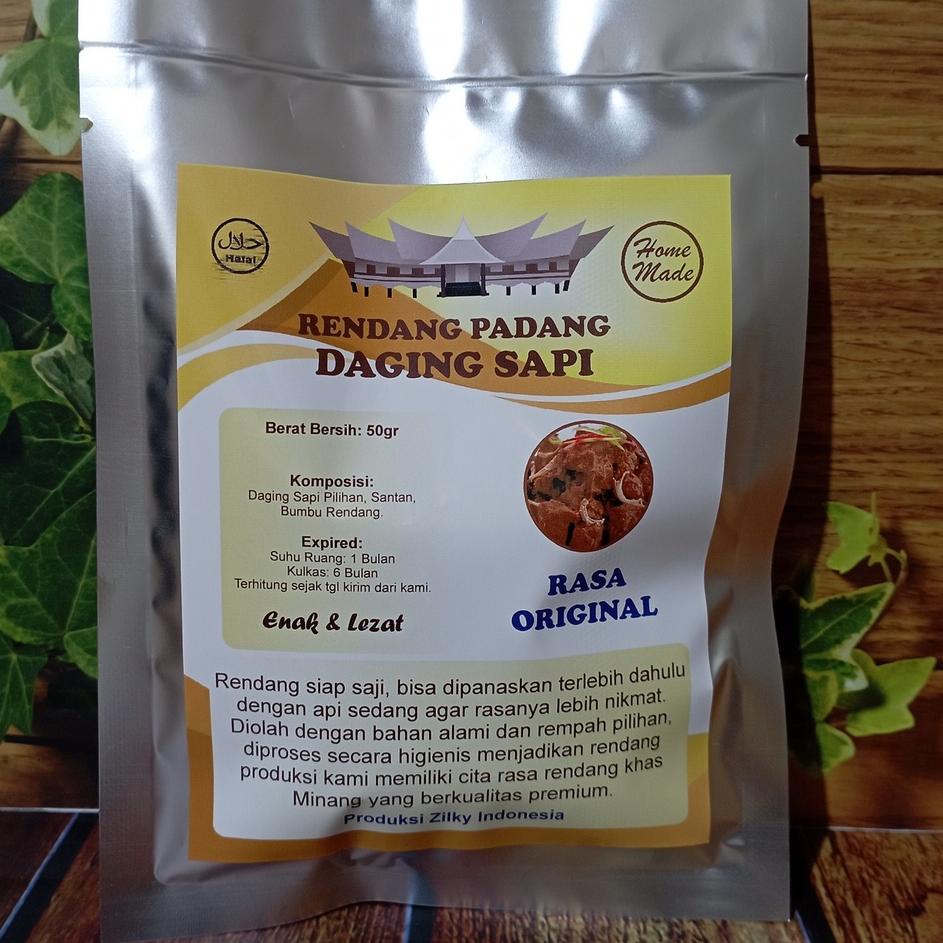 حلال
Halal
Home
Made
RENDANG PADANG
DAGING SAPI
Berat Bersih: 50gr
Komposisi:
Daging Sapi Pilihan, Santan,
Bumbu Rendang.
Expired:
Suhu Ruang: 1 Bulan
Kulkas: 6 Bulan
Terhitung sejak tgl kirim dari kami.
Enak & Lezat
RASA
ORIGINAL
Rendang siap saji, bisa dipanaskan terlebih dahulu
dengan api sedang agar rasanya lebih nikmat.
Diolah dengan bahan alami dan rempah pilihan,
diproses secara higienis menjadikan rendang
produksi kami memiliki cita rasa rendang khas
Minang yang berkualitas premium.
Produksi Zilky Indonesia